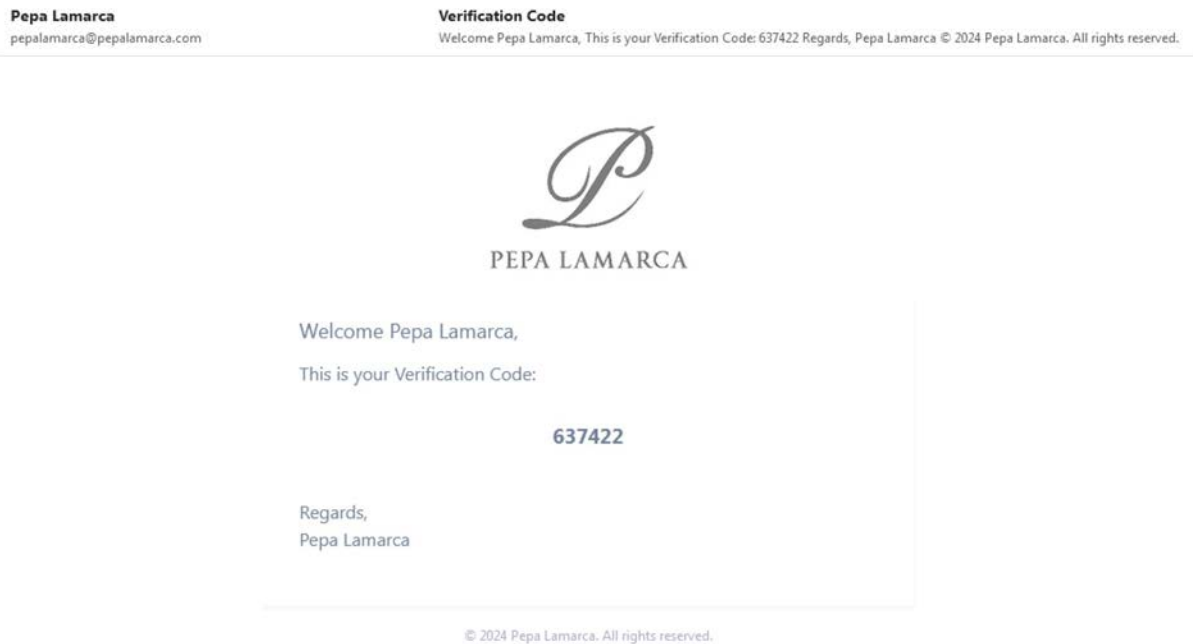 Pepa Lamarca
pepalamarca@pepalamarca.com
Verification Code
Welcome Pepa Lamarca, This is your Verification Code: 637422 Regards, Pepa Lamarca © 2024 Pepa Lamarca. All rights reserved.
PEPA LAMARCA
Welcome Pepa Lamarca,
This is your Verification Code:
637422
Regards,
Pepa Lamarca
© 2024 Pepa Lamarca. All rights reserved.